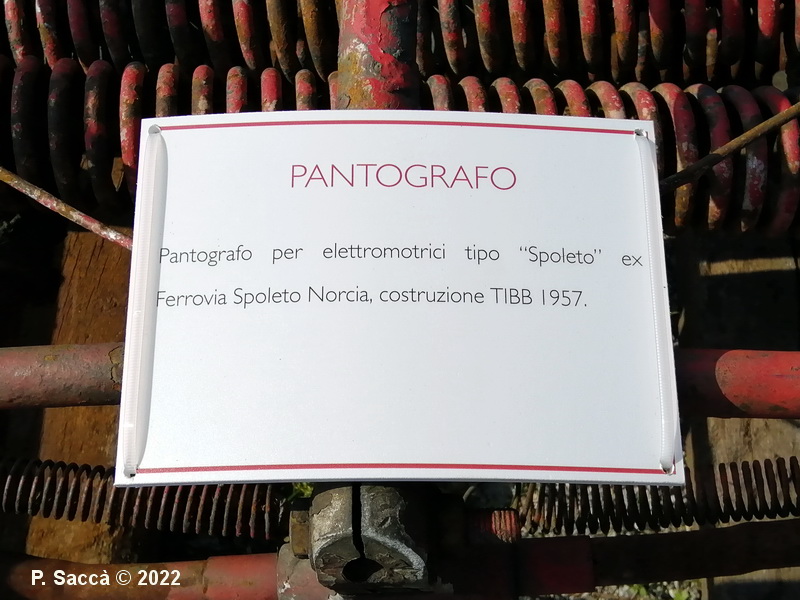 PANTOGRAFO
Pantografo per elettromotrici tipo “Spoleto” ex
Ferrovia Spoleto Norcia, costruzione TIBB 1957.
P. Saccà © 2022